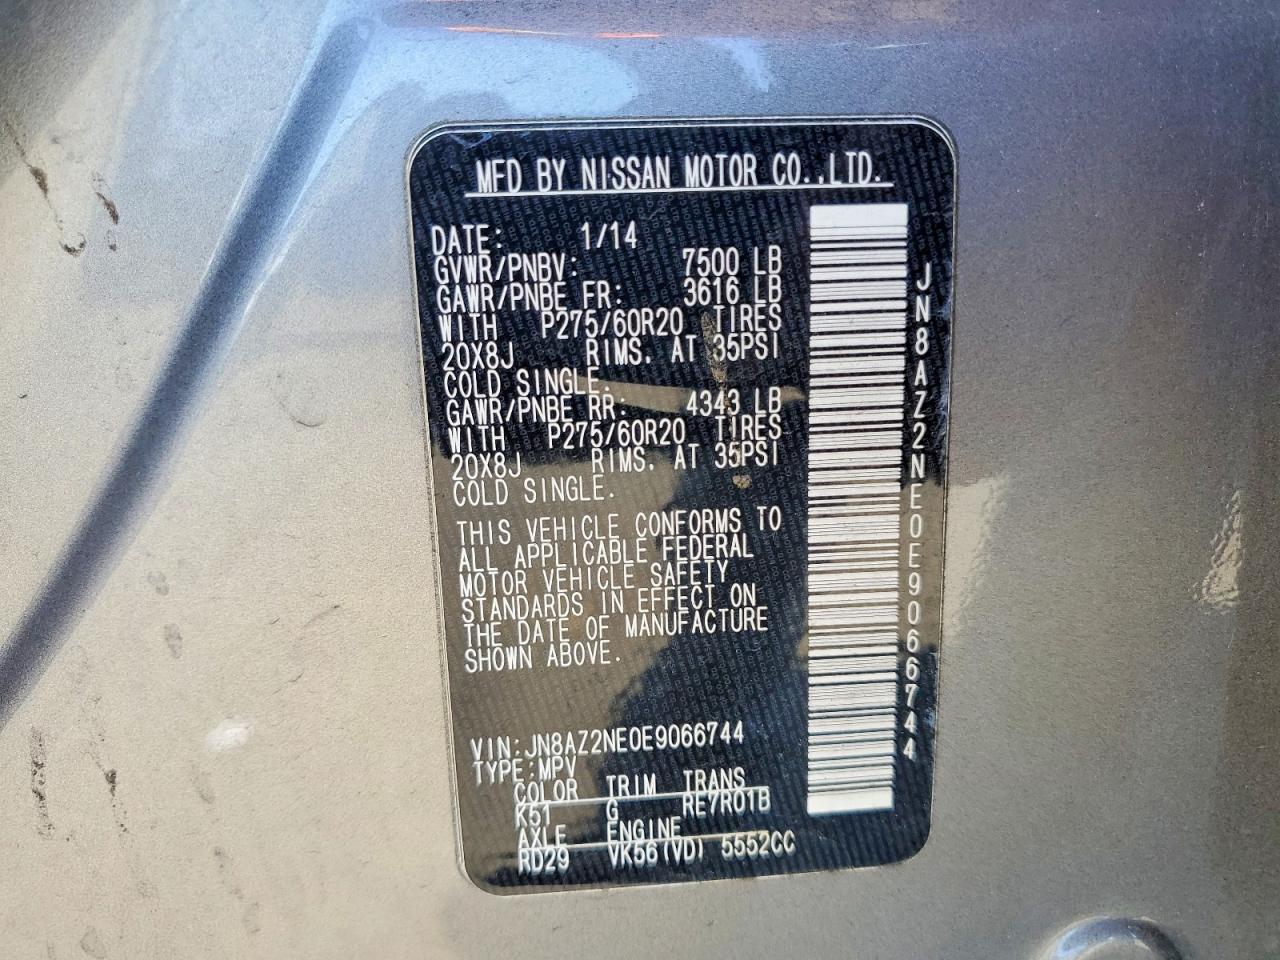 MFD BY NISSAN MOTOR CO.,LTD.
DATE: 1/14
GVWR/PNBV: 7500 LB
GAWR/PNBE FR: 3616 LB
WITH P275/60R20 TIRES
20X8J RIMS. AT 35PSI
COLD SINGLE.
GAWR/PNBE RR: 4343 LB
WITH P275/60R20 TIRES
20X8J RIMS. AT 35PSI
COLD SINGLE.
THIS VEHICLE CONFORMS TO
ALL APPLICABLE FEDERAL
MOTOR VEHICLE SAFETY
STANDARDS IN EFFECT ON
THE DATE OF MANUFACTURE
SHOWN ABOVE.
VIN:JN8AZ2NE0E9066744
TYPE:MPV
COLOR TRIM TRANS
K51 G RE7R01B
AXLE ENGINE
RD29 VK56(VD) 5552CC
JN8AZ2NE0E9066744